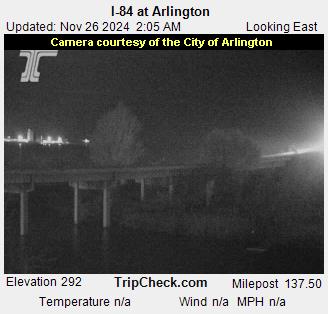 I-84 at Arlington
Updated: Nov 26 2024 2:05 AM Looking East
Camera courtesy of the City of Arlington
Elevation 292 TripCheck.com Milepost 137.50
Temperature n/a Wind n/a MPH n/a